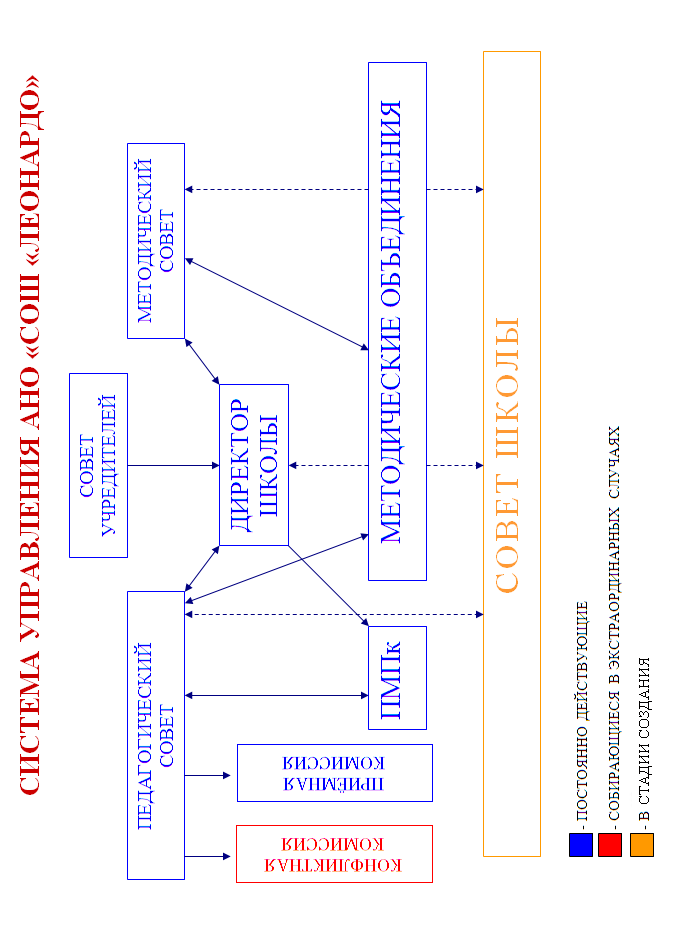 СИСТЕМА УПРАВЛЕНИЯ АНО «СОШ «ЛЕОНАРДО»
СОВЕТ
УЧРЕДИТЕЛЕЙ
ПЕДАГОГИЧЕСКИЙ
СОВЕТ
МЕТОДИЧЕСКИЙ
СОВЕТ
ДИРЕКТОР
ШКОЛЫ
КОНФЛИКТНАЯ
КОМИССИЯ
ПРИЁМНАЯ
КОМИССИЯ
ПМПк
МЕТОДИЧЕСКИЕ ОБЪЕДИНЕНИЯ
СОВЕТ ШКОЛЫ
- ПОСТОЯННО ДЕЙСТВУЮЩИЕ
- СОБИРАЮЩИЕСЯ В ЭКСТРАОРДИНАРНЫХ СЛУЧАЯХ
- В СТАДИИ СОЗДАНИЯ